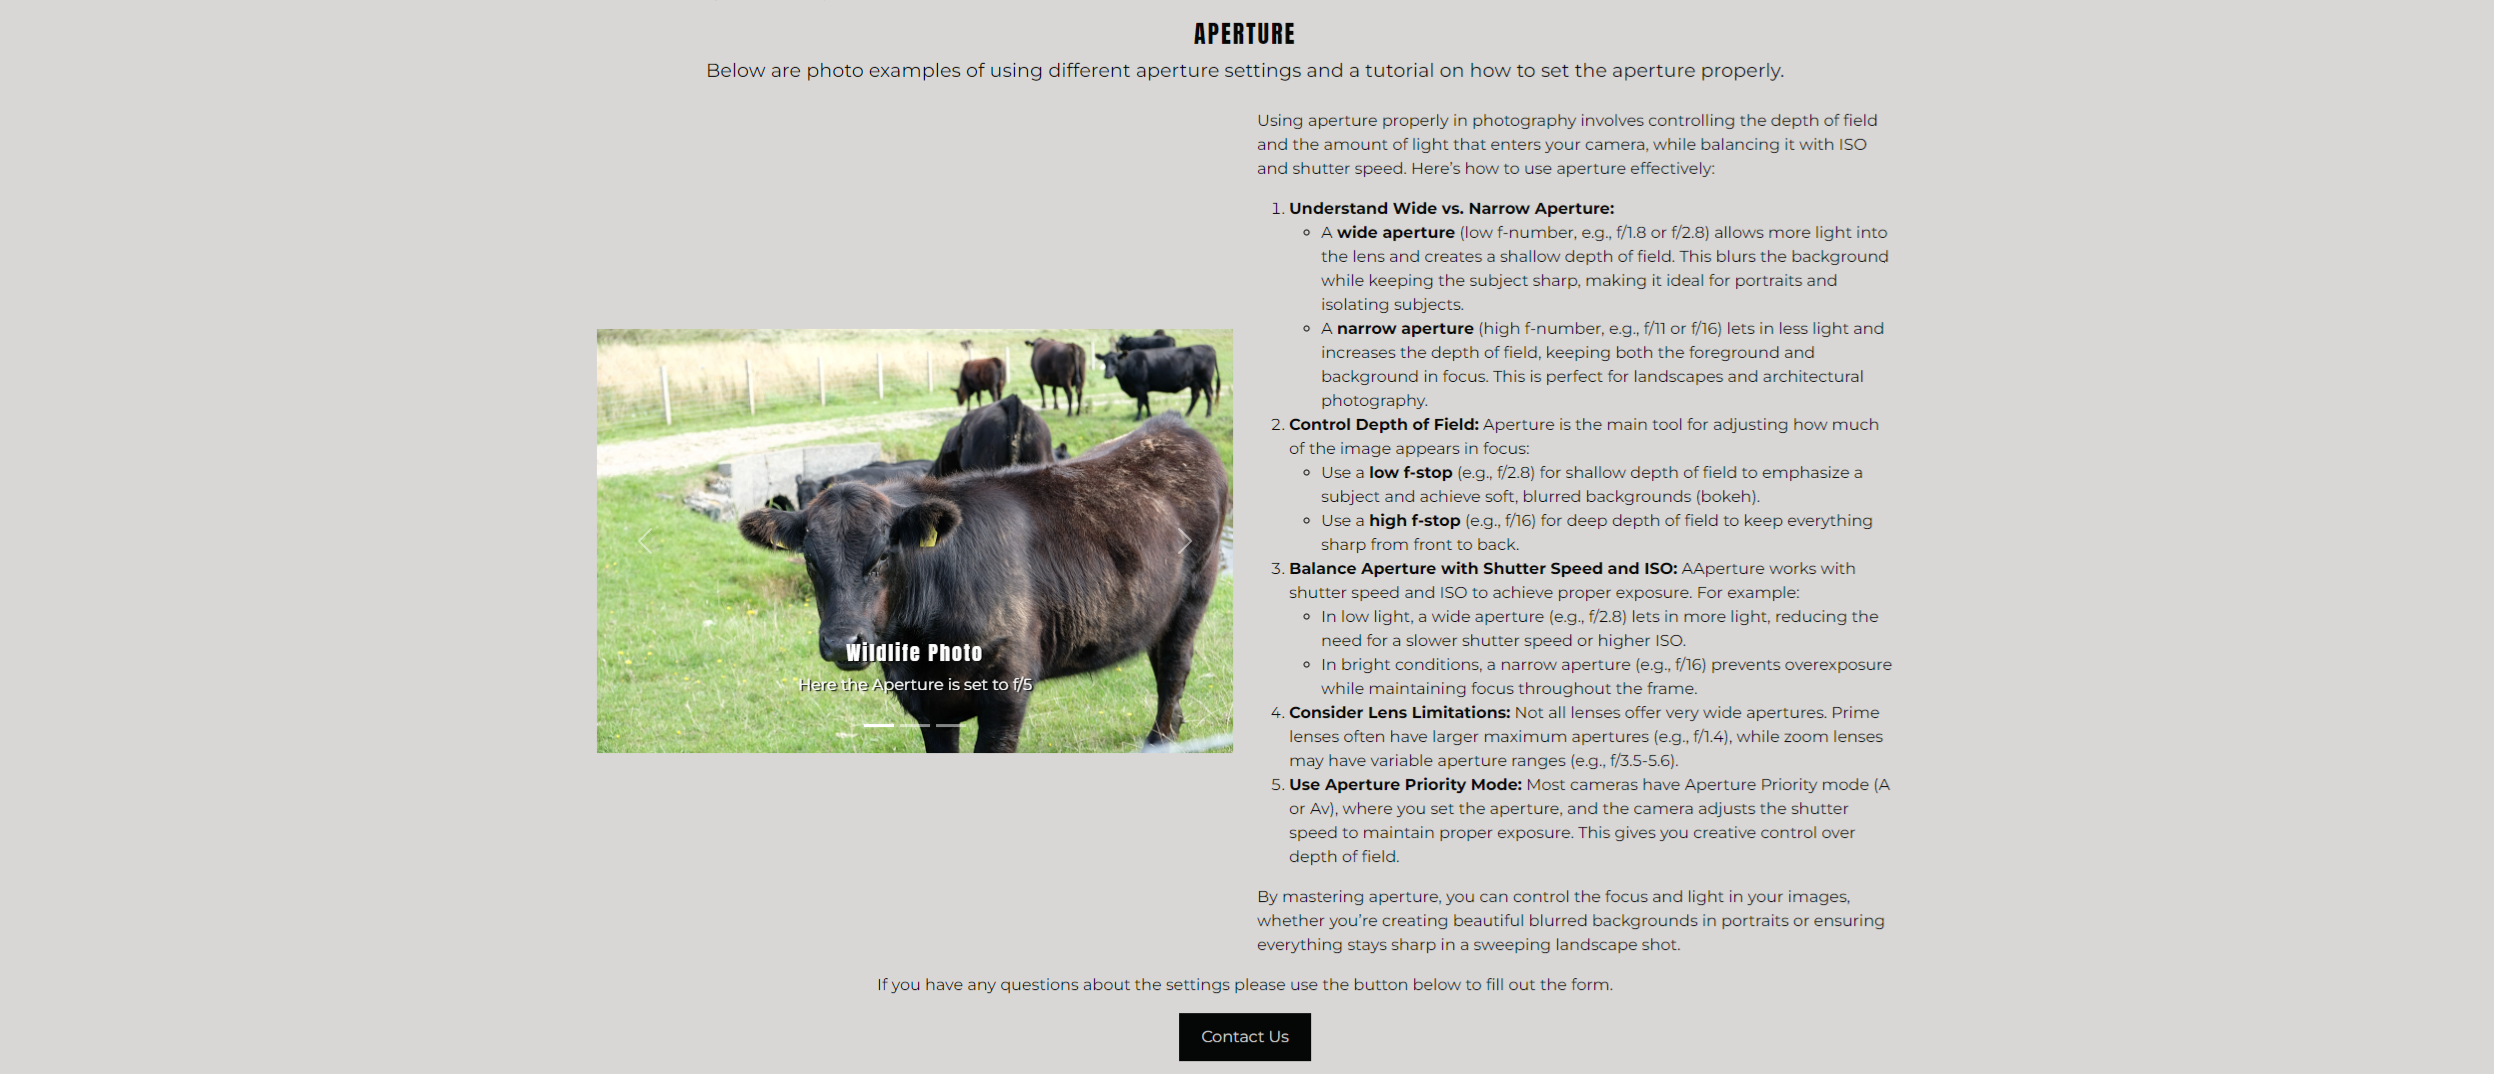 APERTURE
Below are photo examples of using different aperture settings and a tutorial on how to set the aperture properly.
Wildlife Photo
Here the Aperture is set to f/5
Using aperture properly in photography involves controlling the depth of field
and the amount of light that enters your camera, while balancing it with ISO
and shutter speed. Here’s how to use aperture effectively:
1. Understand Wide vs. Narrow Aperture:
◦ A wide aperture (low f-number, e.g., f/1.8 or f/2.8) allows more light into
the lens and creates a shallow depth of field. This blurs the background
while keeping the subject sharp, making it ideal for portraits and
isolating subjects.
◦ A narrow aperture (high f-number, e.g., f/11 or f/16) lets in less light and
increases the depth of field, keeping both the foreground and
background in focus. This is perfect for landscapes and architectural
photography.
2. Control Depth of Field: Aperture is the main tool for adjusting how much
of the image appears in focus:
◦ Use a low f-stop (e.g., f/2.8) for shallow depth of field to emphasize a
subject and achieve soft, blurred backgrounds (bokeh).
◦ Use a high f-stop (e.g., f/16) for deep depth of field to keep everything
sharp from front to back.
3. Balance Aperture with Shutter Speed and ISO: AAperture works with
shutter speed and ISO to achieve proper exposure. For example:
◦ In low light, a wide aperture (e.g., f/2.8) lets in more light, reducing the
need for a slower shutter speed or higher ISO.
◦ In bright conditions, a narrow aperture (e.g., f/16) prevents overexposure
while maintaining focus throughout the frame.
4. Consider Lens Limitations: Not all lenses offer very wide apertures. Prime
lenses often have larger maximum apertures (e.g., f/1.4), while zoom lenses
may have variable aperture ranges (e.g., f/3.5-5.6).
5. Use Aperture Priority Mode: Most cameras have Aperture Priority mode (A
or Av), where you set the aperture, and the camera adjusts the shutter
speed to maintain proper exposure. This gives you creative control over
depth of field.
By mastering aperture, you can control the focus and light in your images,
whether you’re creating beautiful blurred backgrounds in portraits or ensuring
everything stays sharp in a sweeping landscape shot.
If you have any questions about the settings please use the button below to fill out the form.
Contact Us